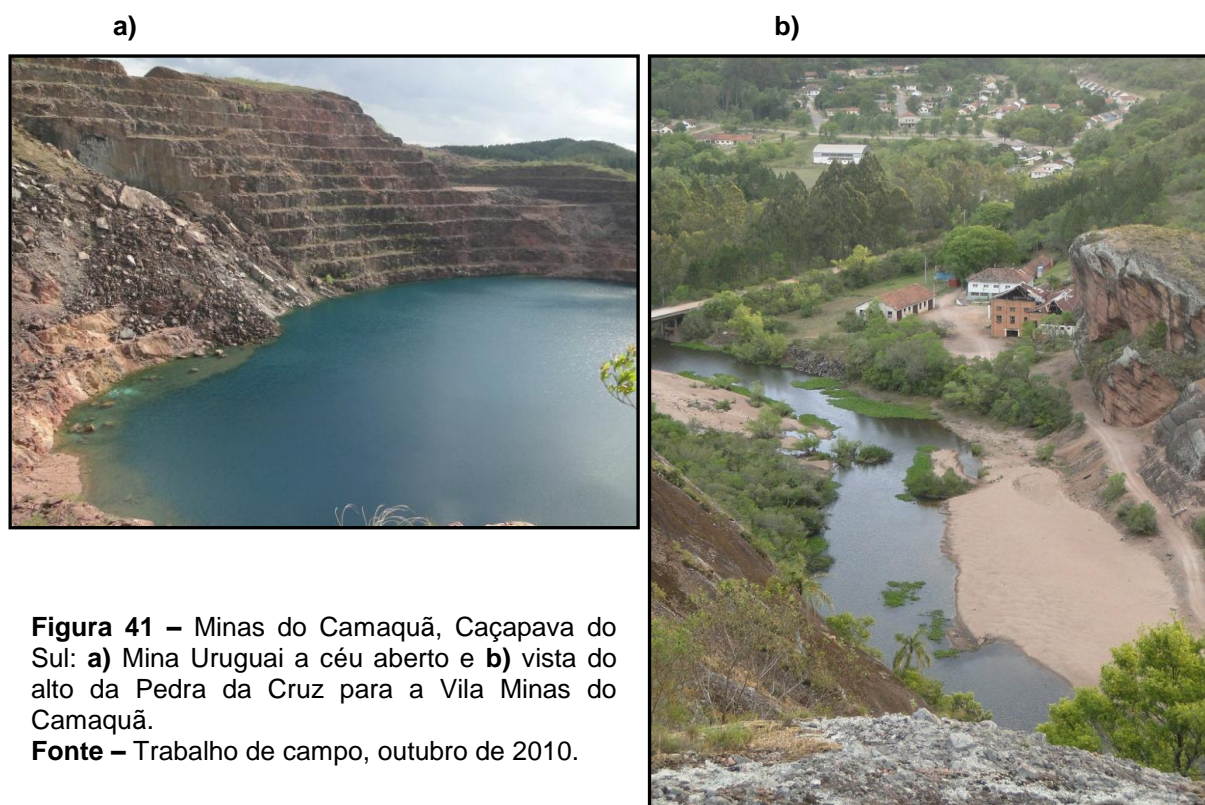 a)
b)
Figura 41 – Minas do Camaquã, Caçapava do
Sul: a) Mina Uruguai a céu aberto e b) vista do
alto da Pedra da Cruz para a Vila Minas do
Camaquã.
Fonte – Trabalho de campo, outubro de 2010.